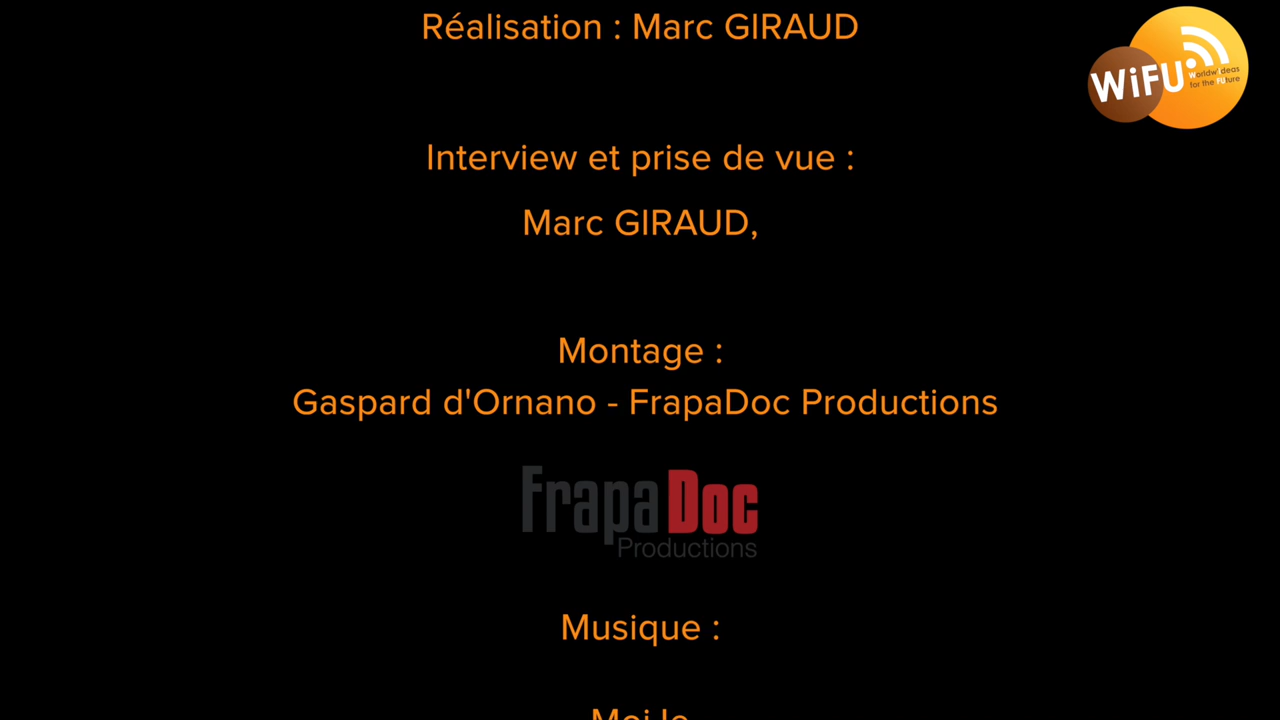 Réalisation : Marc GIRAUD
WiFU
Worldw'ideas
for the FUture
Interview et prise de vue :
Marc GIRAUD,
Montage :
Gaspard d'Ornano - FrapaDoc Productions
FrapaDoc
Productions
Musique :